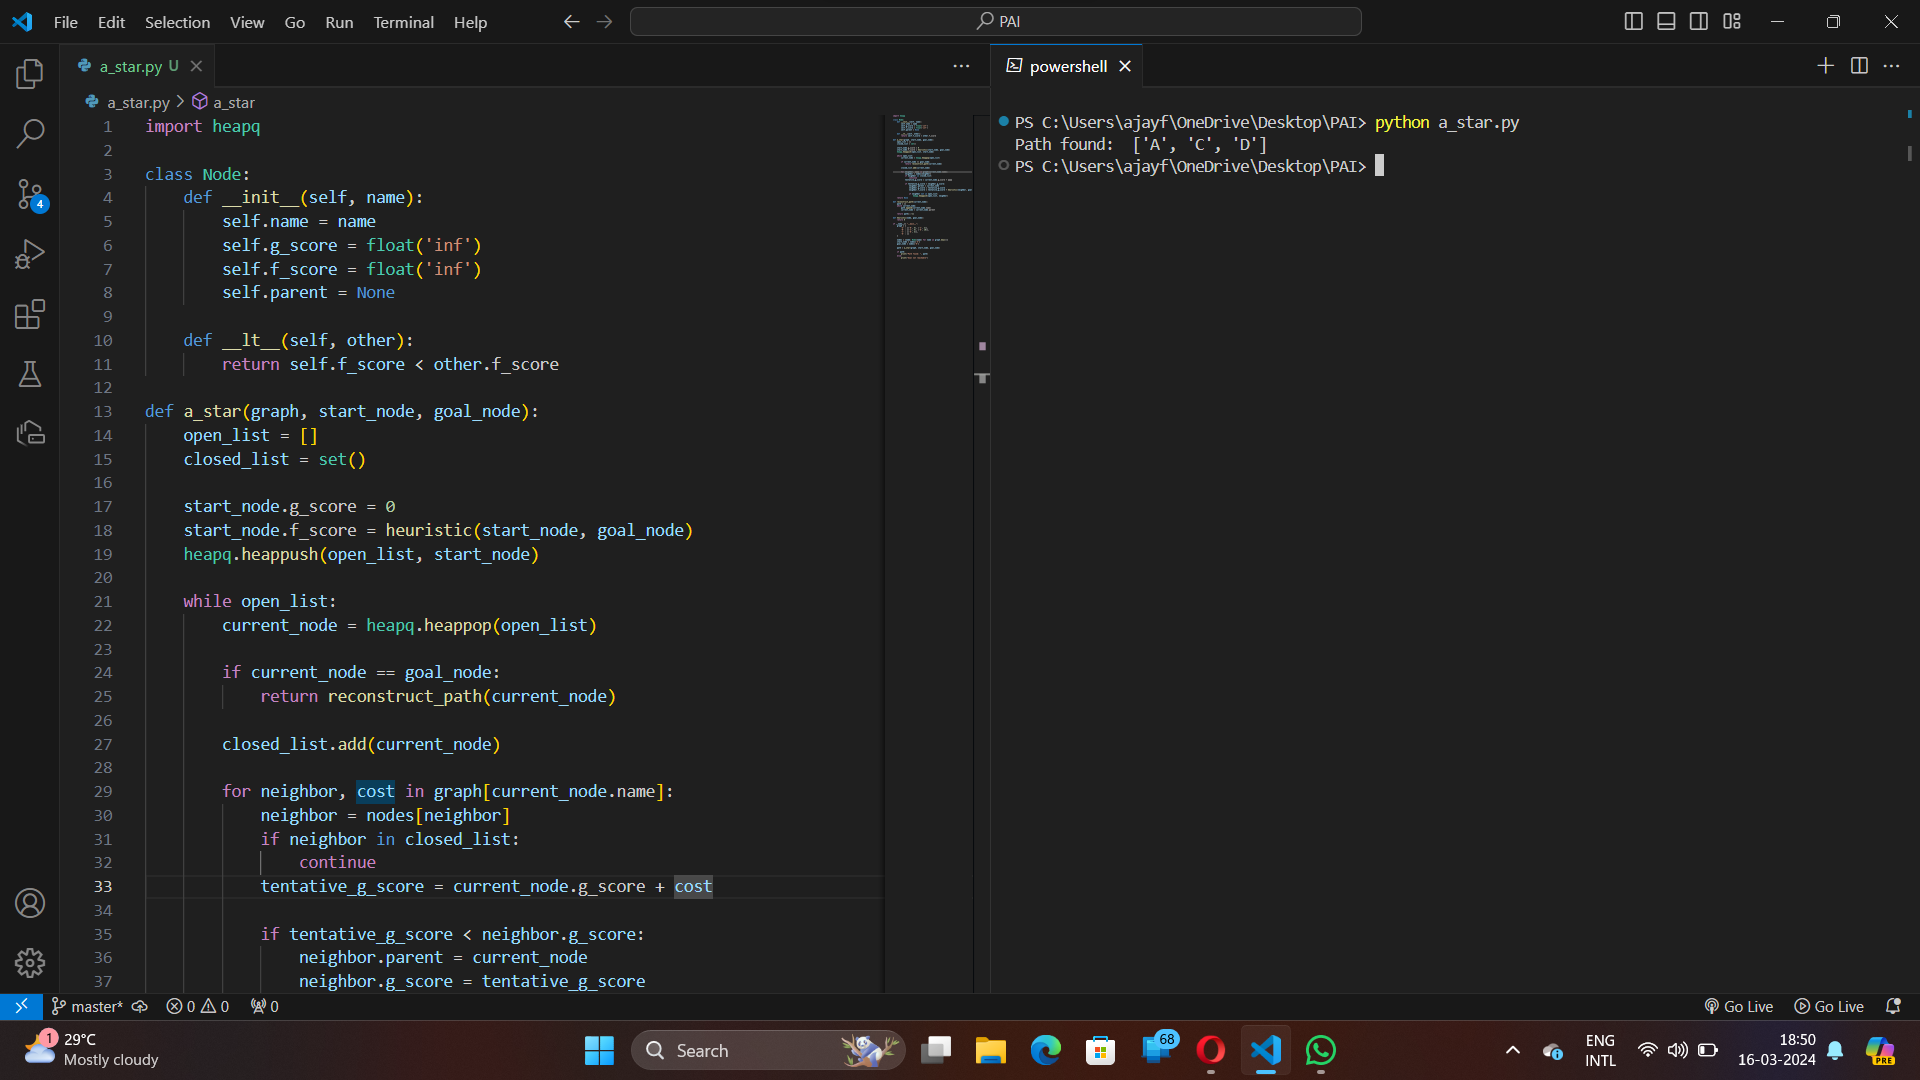 File Edit Selection View Go Run Terminal Help
PAI
a_star.py U
a_star.py > a_star
1 import heapq
2
3 class Node:
4 def __init__(self, name):
5 self.name = name
6 self.g_score = float('inf')
7 self.f_score = float('inf')
8 self.parent = None
9
10 def __lt__(self, other):
11 return self.f_score < other.f_score
12
13 def a_star(graph, start_node, goal_node):
14 open_list = []
15 closed_list = set()
16
17 start_node.g_score = 0
18 start_node.f_score = heuristic(start_node, goal_node)
19 heapq.heappush(open_list, start_node)
20
21 while open_list:
22 current_node = heapq.heappop(open_list)
23
24 if current_node == goal_node:
25 return reconstruct_path(current_node)
26
27 closed_list.add(current_node)
28
29 for neighbor, cost in graph[current_node.name]:
30 neighbor = nodes[neighbor]
31 if neighbor in closed_list:
32 continue
33 tentative_g_score = current_node.g_score + cost
34
35 if tentative_g_score < neighbor.g_score:
36 neighbor.parent = current_node
37 neighbor.g_score = tentative_g_score
powershell
PS C:\Users\ajayf\OneDrive\Desktop\PAI> python a_star.py
Path found:  ['A', 'C', 'D']
PS C:\Users\ajayf\OneDrive\Desktop\PAI>
4
master* 0 0 0
Go Live Go Live
1
29°C
Mostly cloudy
Search
68
ENG
INTL
18:50
16-03-2024
PRE